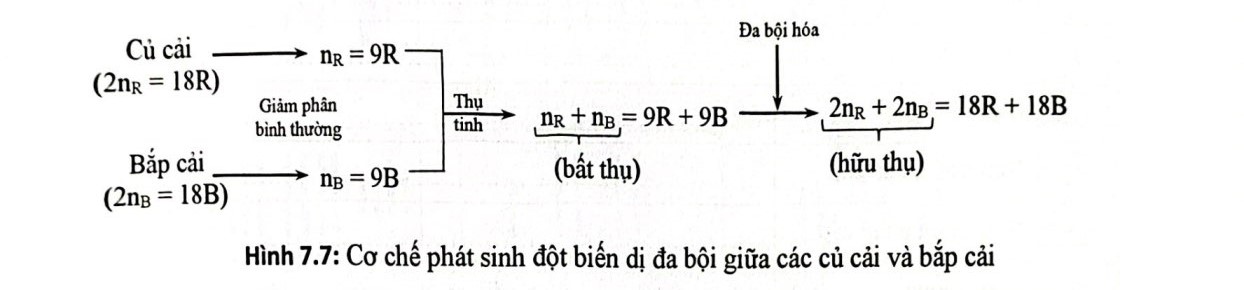 Đa bội hóa
Củ cải
(2nR = 18R)
nR = 9R
Giảm phân
bình thường
Thụ
tinh
nR + nB = 9R + 9B
(bất thụ)
2nR + 2nB = 18R + 18B
(hữu thụ)
Bắp cải
(2nB = 18B)
nB = 9B
Hình 7.7: Cơ chế phát sinh đột biến dị đa bội giữa các củ cải và bắp cải